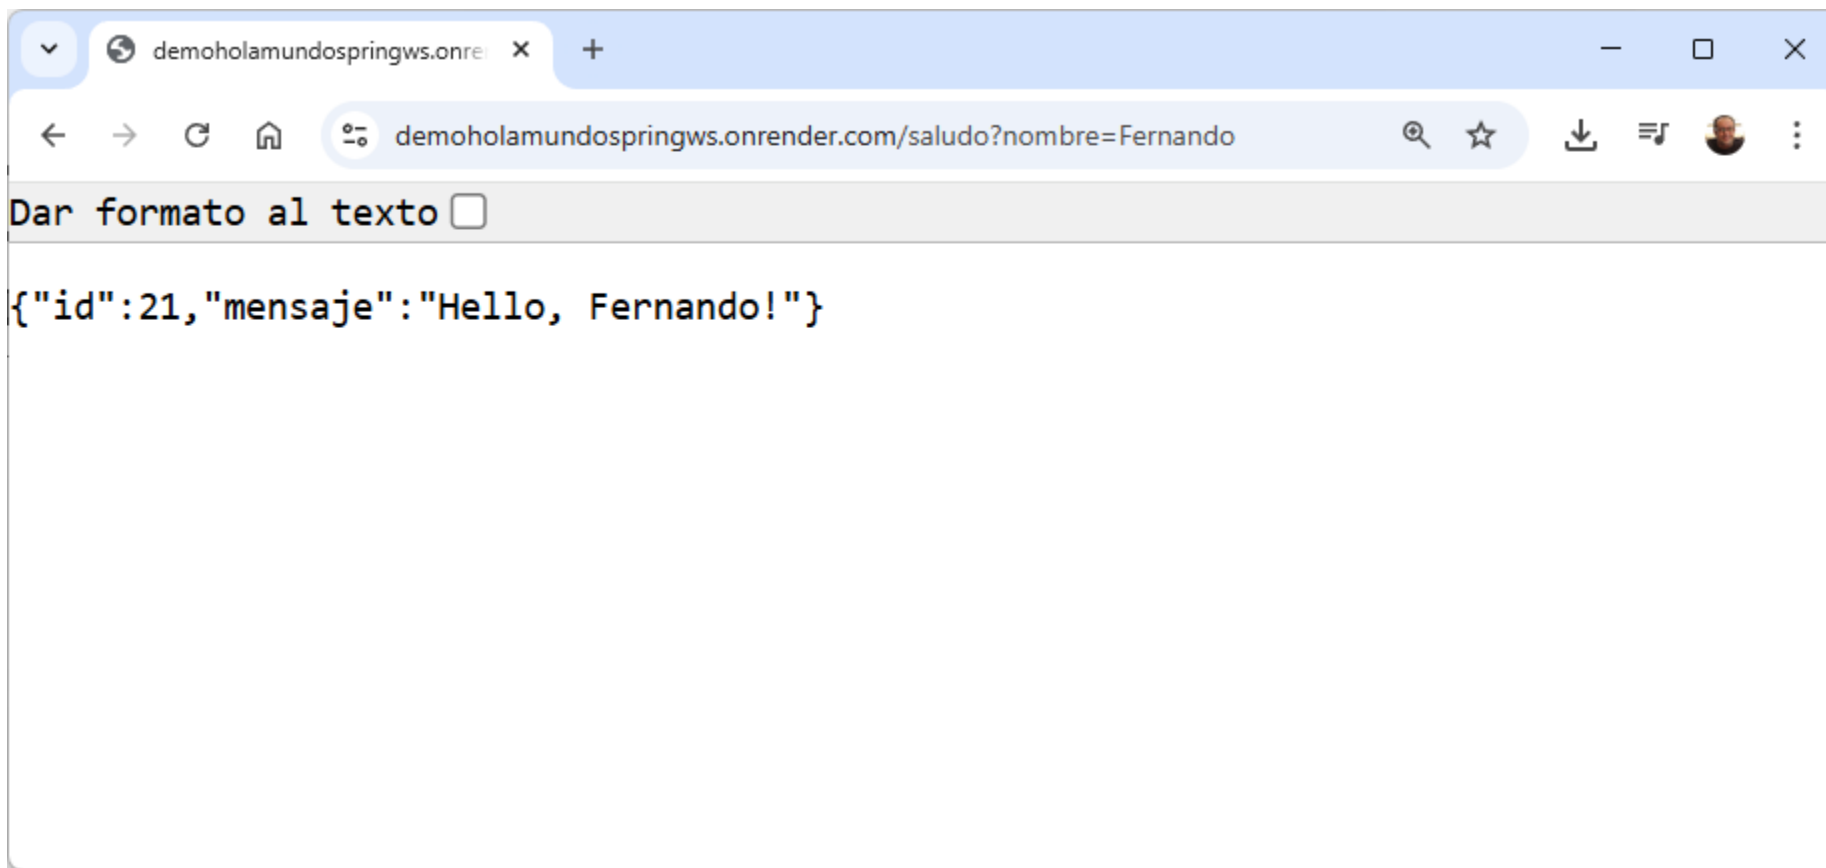 demoholamundospringws.onre
demoholamundospringws.onrender.com/saludo?nombre=Fernando
Dar formato al texto
{"id":21,"mensaje":"Hello, Fernando!"}